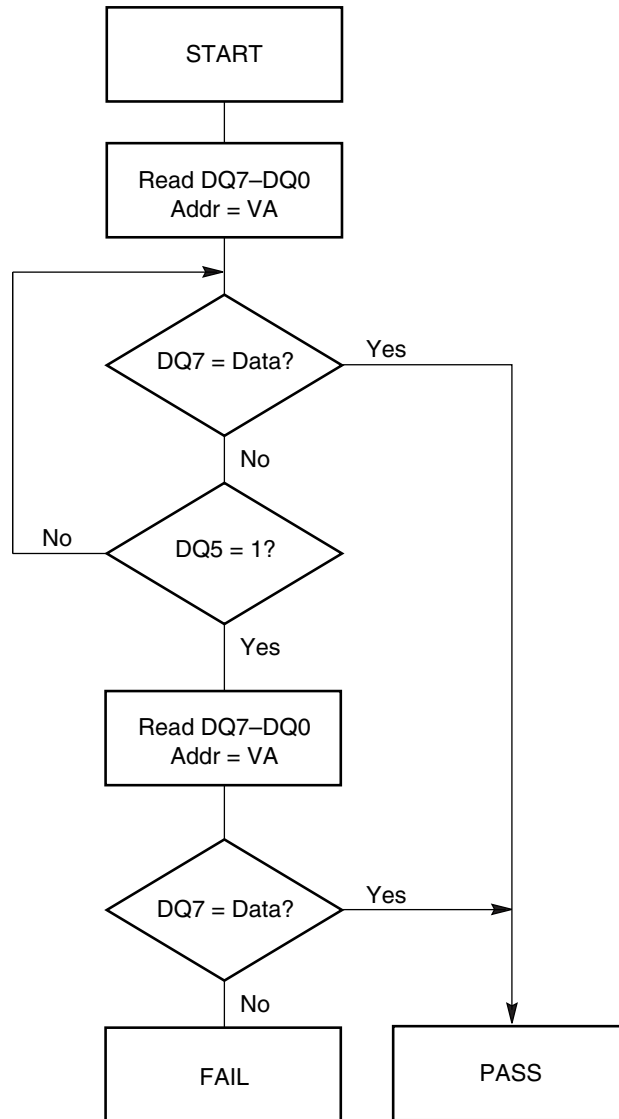 START
Read DQ7–DQ0
Addr = VA
DQ7 = Data?
Yes
No
No
DQ5 = 1?
Yes
Read DQ7–DQ0
Addr = VA
DQ7 = Data?
Yes
No
FAIL
PASS